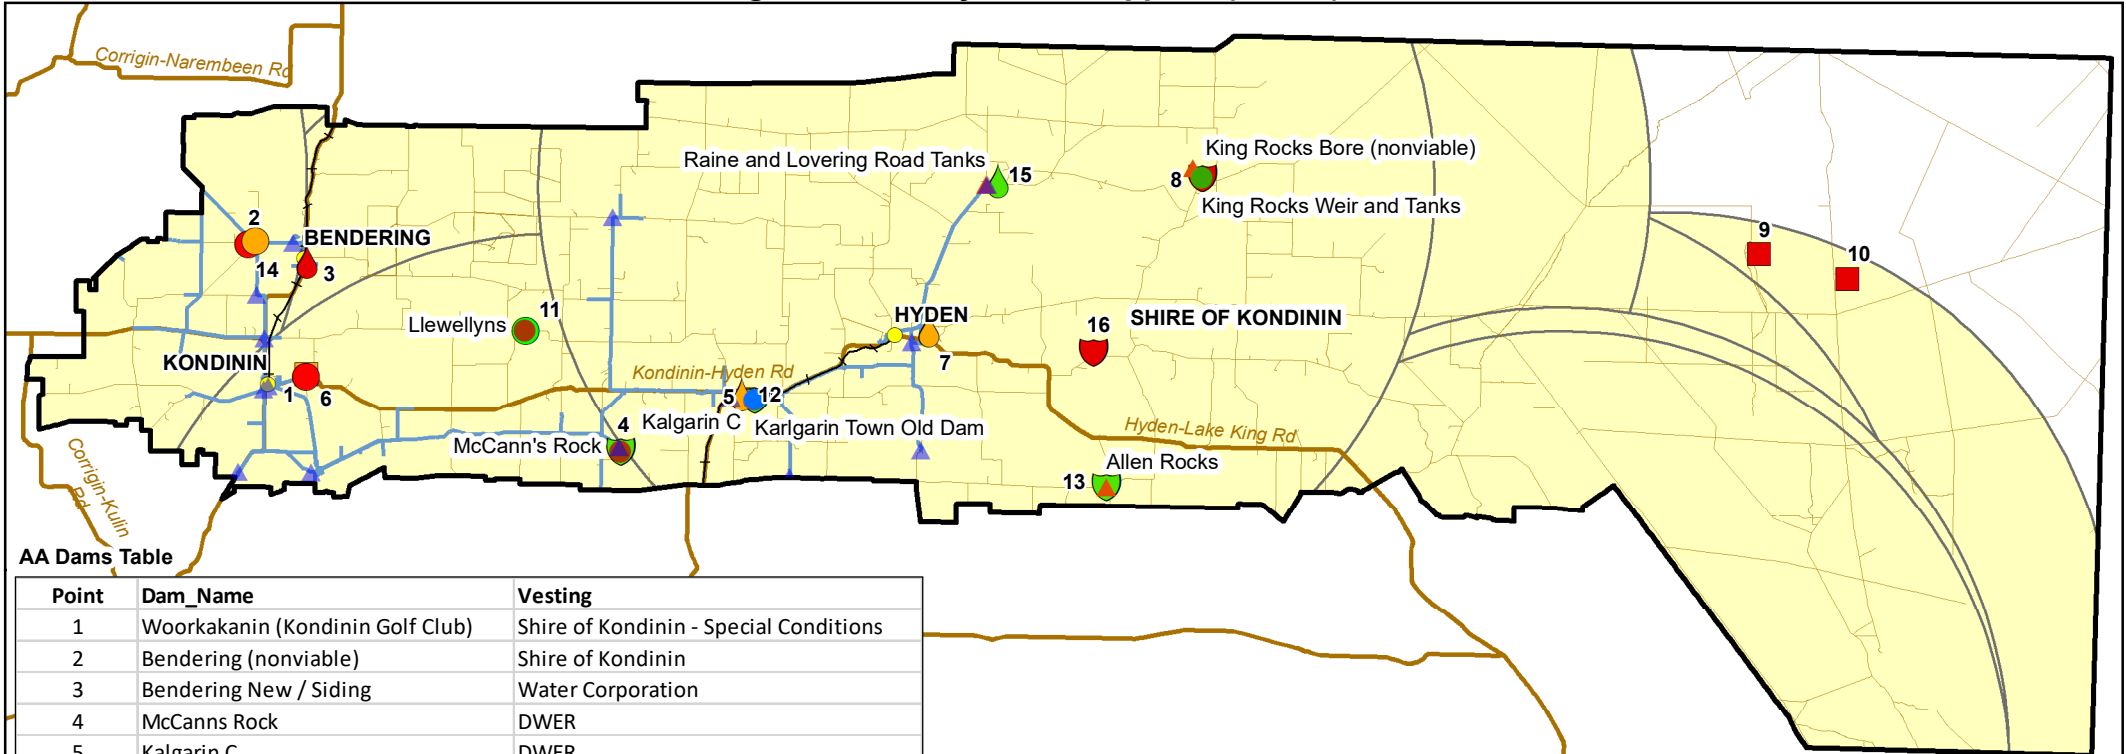 Corrigin-Narembeen Rd
Raine and Lovering Road Tanks
15
King Rocks Bore (nonviable)
8
King Rocks Weir and Tanks
2
BENDERING
14
3
9
10
11
Llewellyns
HYDEN
7
16
SHIRE OF KONDININ
KONDININ
1
6
Kondinin-Hyden Rd
5
12
Kalgarin C
Karlgarin Town Old Dam
4
McCann's Rock
Hyden-Lake King Rd
Allen Rocks
13
Corrigin-Kulin
Rd
AA Dams Table
Point Dam_Name Vesting
1 Woorkakanin (Kondinin Golf Club) Shire of Kondinin - Special Conditions
2 Bendering (nonviable) Shire of Kondinin
3 Bendering New / Siding Water Corporation
4 McCanns Rock DWER
5 Kalgarin C DWER